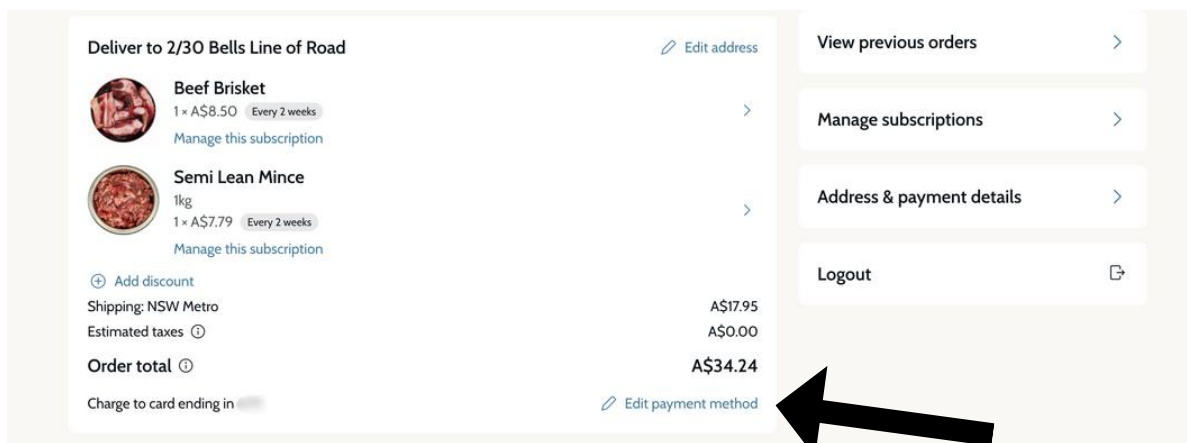 Deliver to 2/30 Bells Line of Road
Edit address
Beef Brisket
1 × A$8.50 Every 2 weeks
Manage this subscription
Semi Lean Mince
1kg
1 × A$7.79 Every 2 weeks
Manage this subscription
Add discount
Shipping: NSW Metro A$17.95
Estimated taxes A$0.00
Order total A$34.24
Charge to card ending in
Edit payment method
View previous orders
Manage subscriptions
Address & payment details
Logout